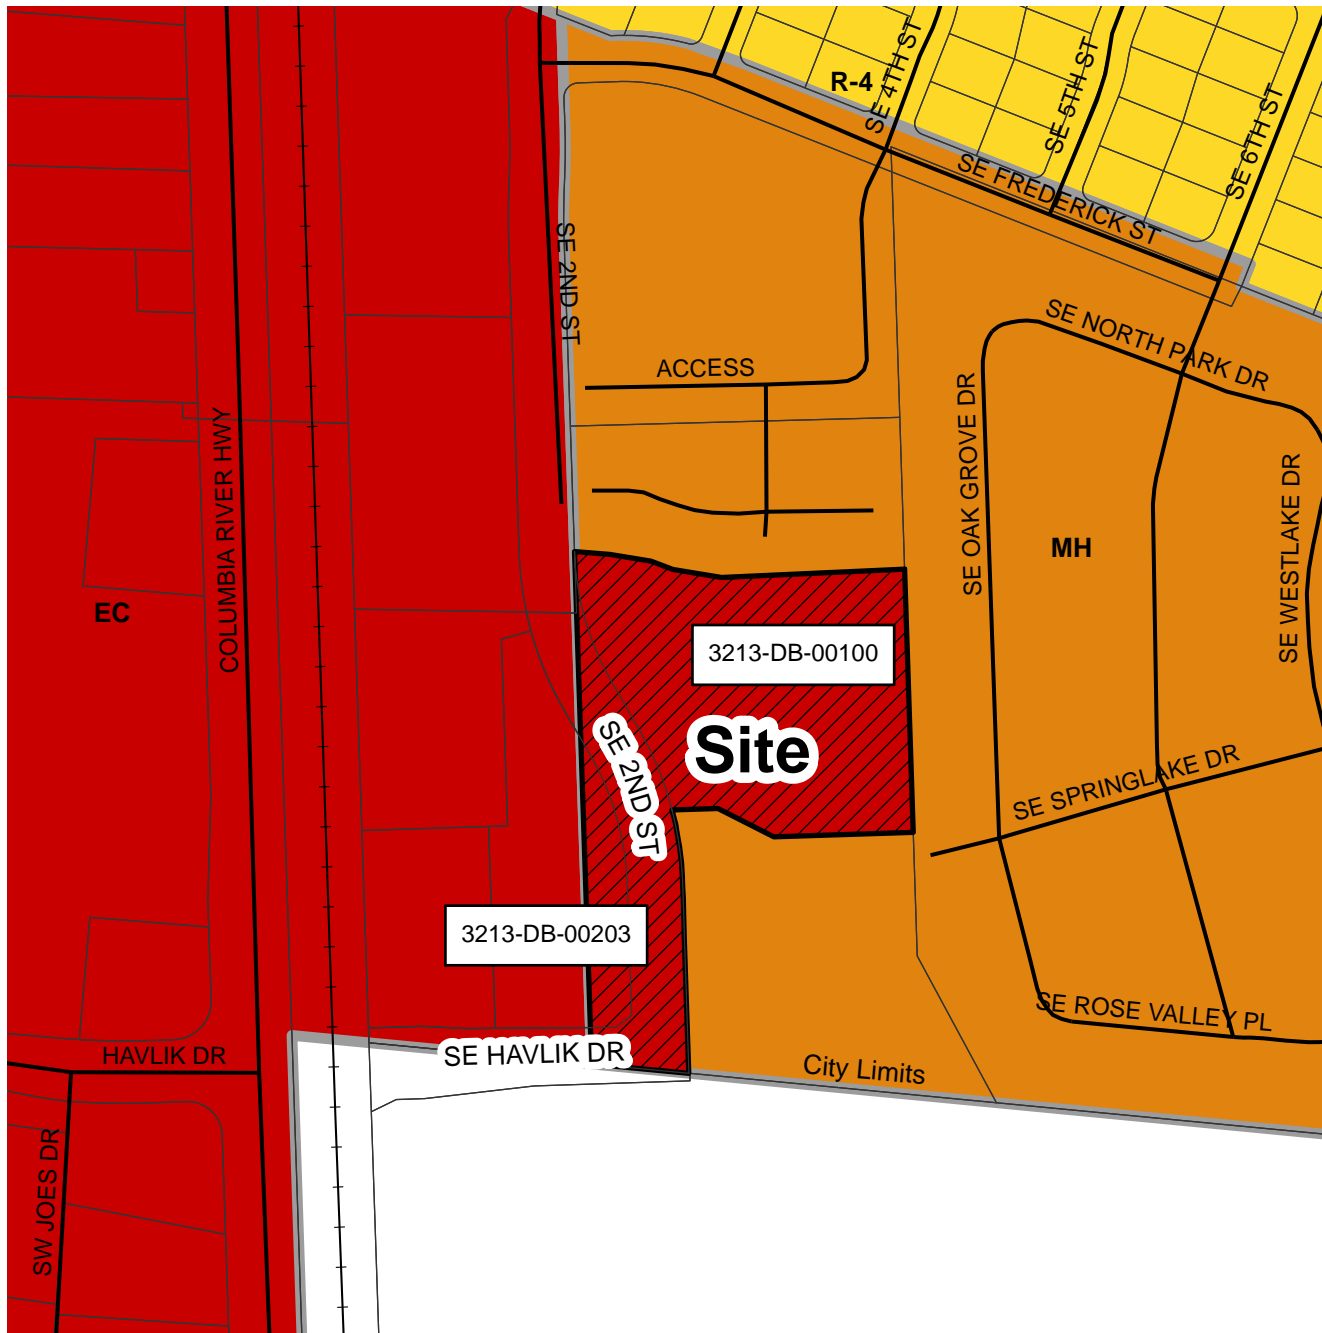 R-4
SE 4TH ST
SE 5TH ST
SE 6TH ST
SE FREDERICK ST
SE 2ND ST
SE NORTH PARK DR
ACCESS
SE OAK GROVE DR
COLUMBIA RIVER HWY
SE WESTLAKE DR
MH
EC
3213-DB-00100
Site
SE 2ND ST
SE SPRINGLAKE DR
3213-DB-00203
SE ROSE VALLEY PL
HAVLIK DR
SE HAVLIK DR
City Limits
SW JOES DR